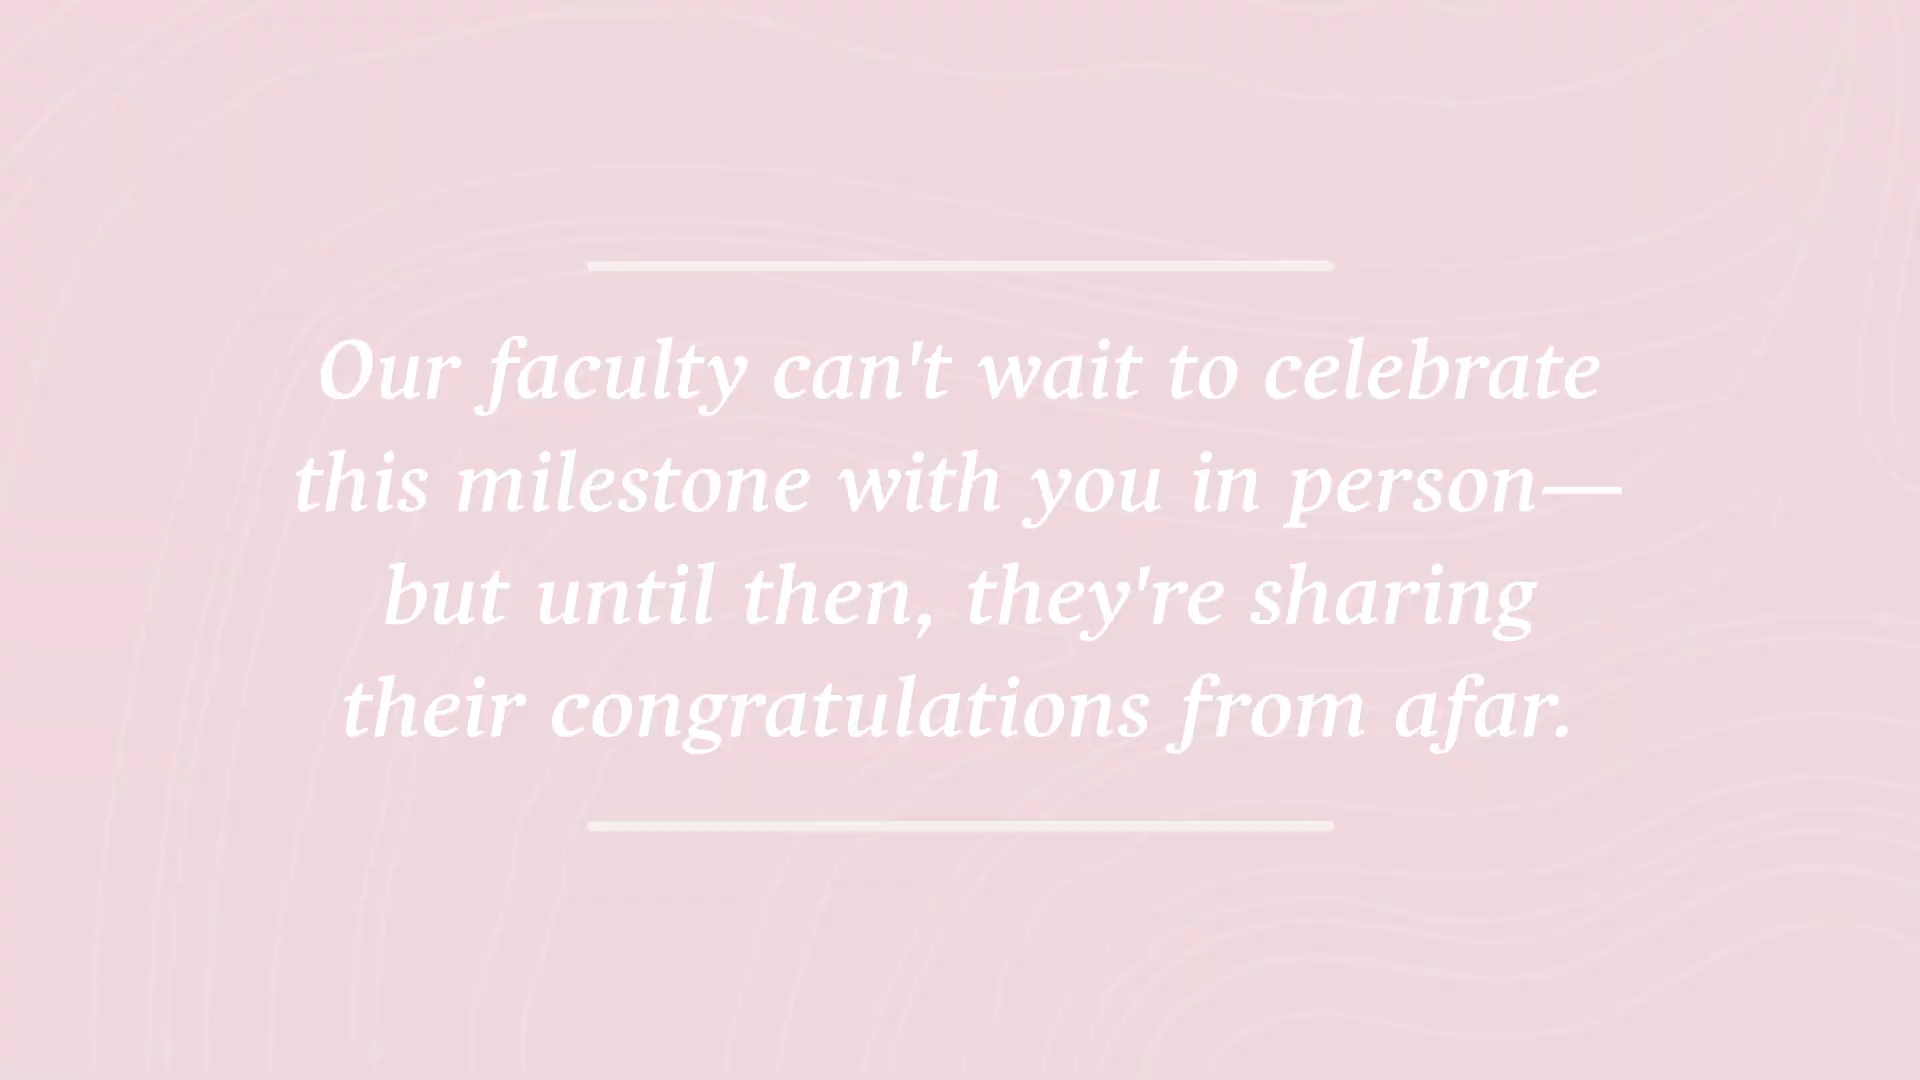 Our faculty can't wait to celebrate
this milestone with you in person—
but until then, they're sharing
their congratulations from afar.